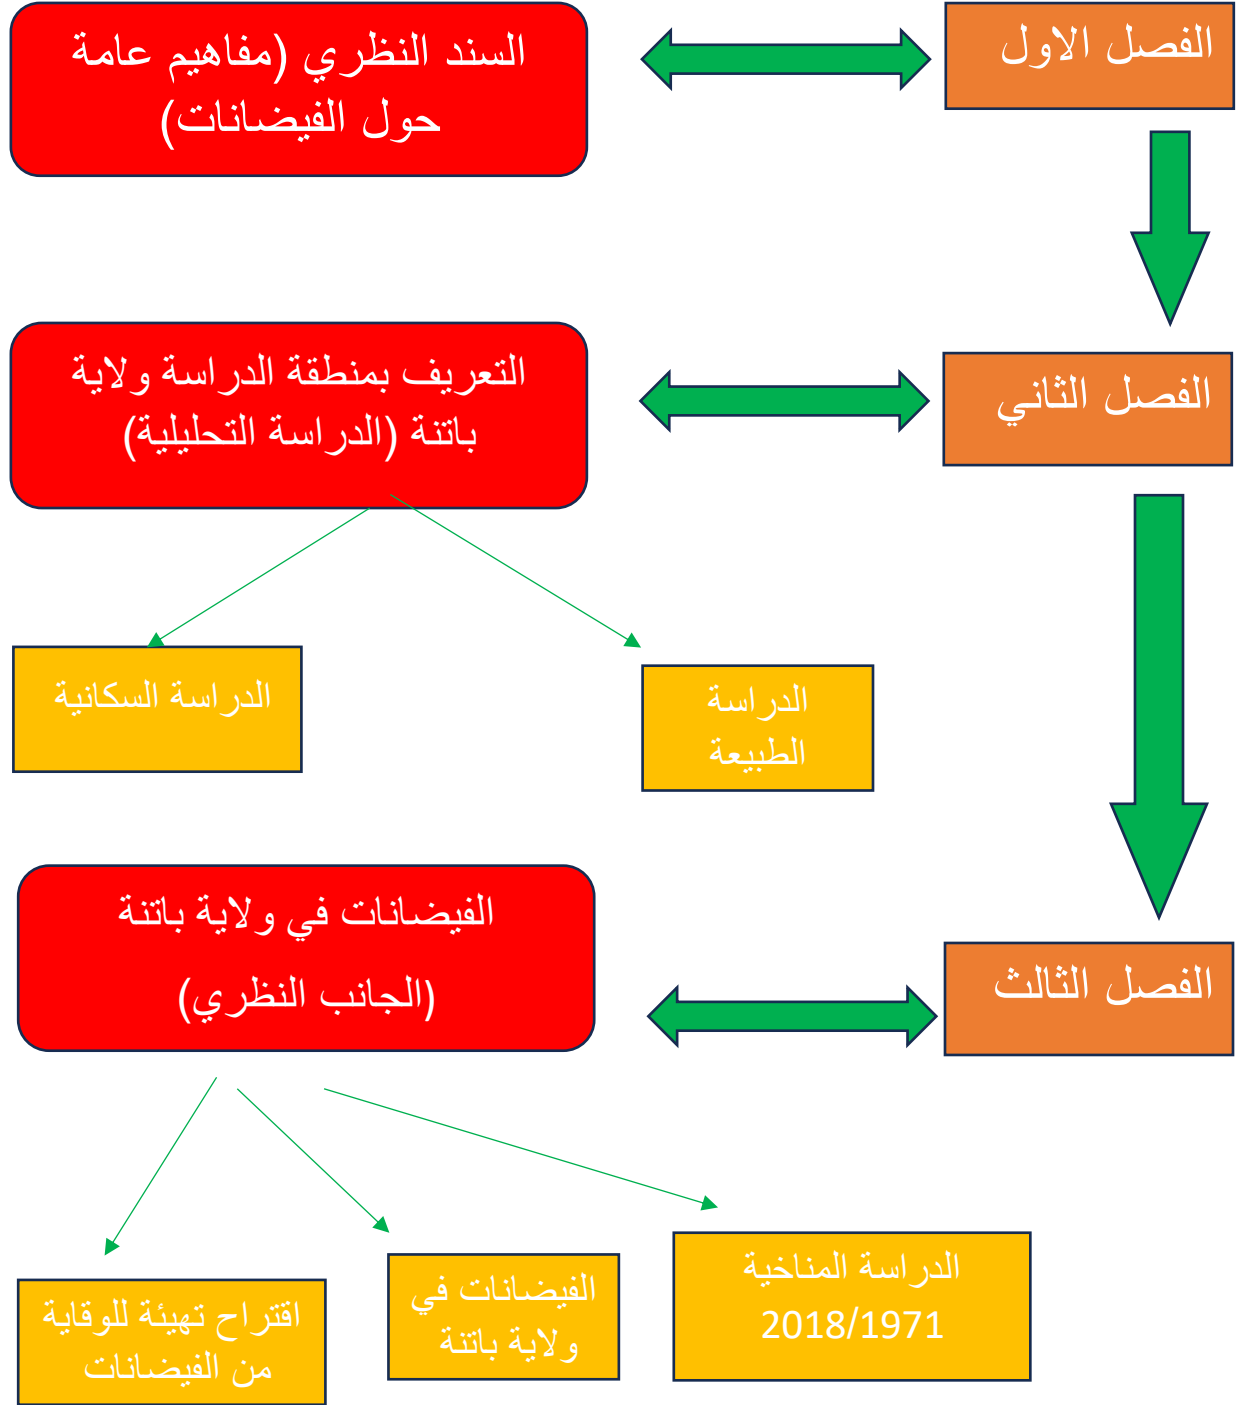 الفصل الاول
السند النظري (مفاهيم عامة
حول الفيضانات)
الفصل الثاني
التعريف بمنطقة الدراسة ولاية
باتنة (الدراسة التحليلية)
الدراسة
الطبيعة
الدراسة السكانية
الفصل الثالث
الفيضانات في ولاية باتنة
(الجانب النظري)
الدراسة المناخية
2018/1971
الفيضانات في
ولاية باتنة
اقتراح تهيئة للوقاية
من الفيضانات